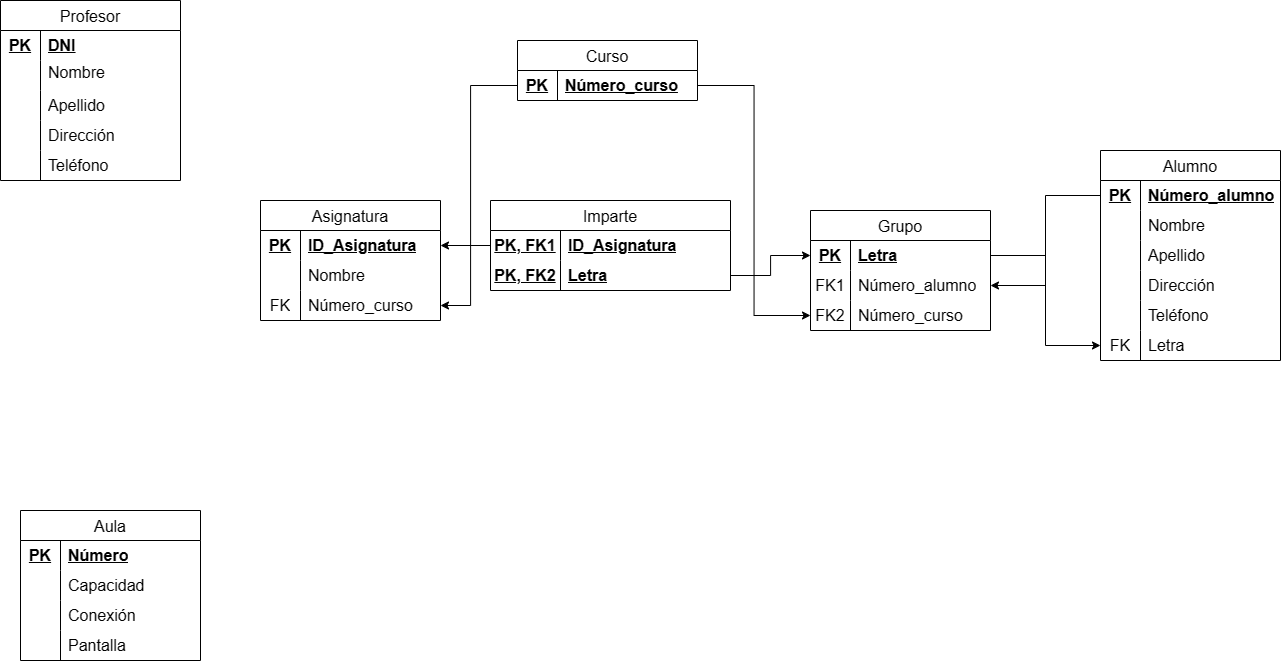 Profesor
PK DNI
Nombre
Apellido
Dirección
Teléfono
Curso
PK Número_curso
Asignatura
PK ID_Asignatura
Nombre
FK Número_curso
Imparte
PK, FK1 ID_Asignatura
PK, FK2 Letra
Grupo
PK Letra
FK1 Número_alumno
FK2 Número_curso
Alumno
PK Número_alumno
Nombre
Apellido
Dirección
Teléfono
FK Letra
Aula
PK Número
Capacidad
Conexión
Pantalla